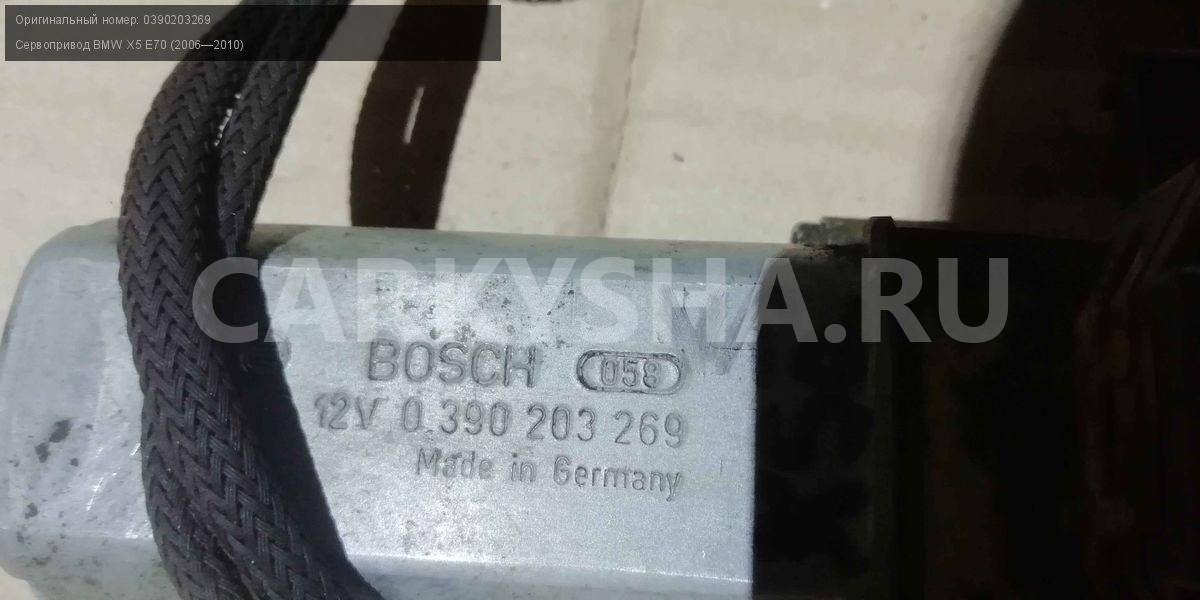 Оригинальный номер: 0390203269
Сервопривод BMW X5 E70 (2006—2010)
CARKYSHA.RU
BOSCH 058
12V 0.390 203 269
Made in Germany